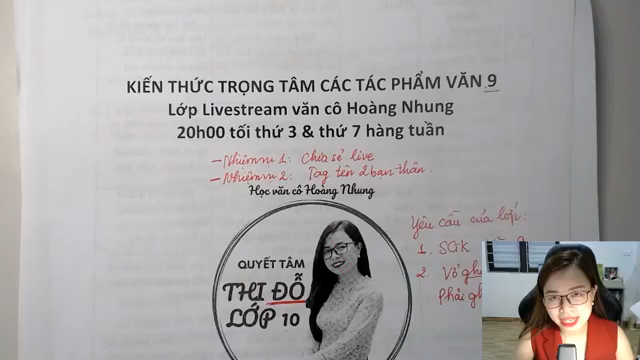 KIẾN THỨC TRỌNG TÂM CÁC TÁC PHẨM VĂN 9
Lớp Livestream văn cô Hoàng Nhung
20h00 tối thứ 3 & thứ 7 hàng tuần
- Nhiệm vụ 1: Chia sẻ live
- Nhiệm vụ 2: Tag tên 2 bạn thân.
Học văn cô Hoàng Nhung
QUYẾT TÂM
THI ĐỖ
LỚP 10
Yêu cầu của lớp:
1. SGK
2. Vở
phải